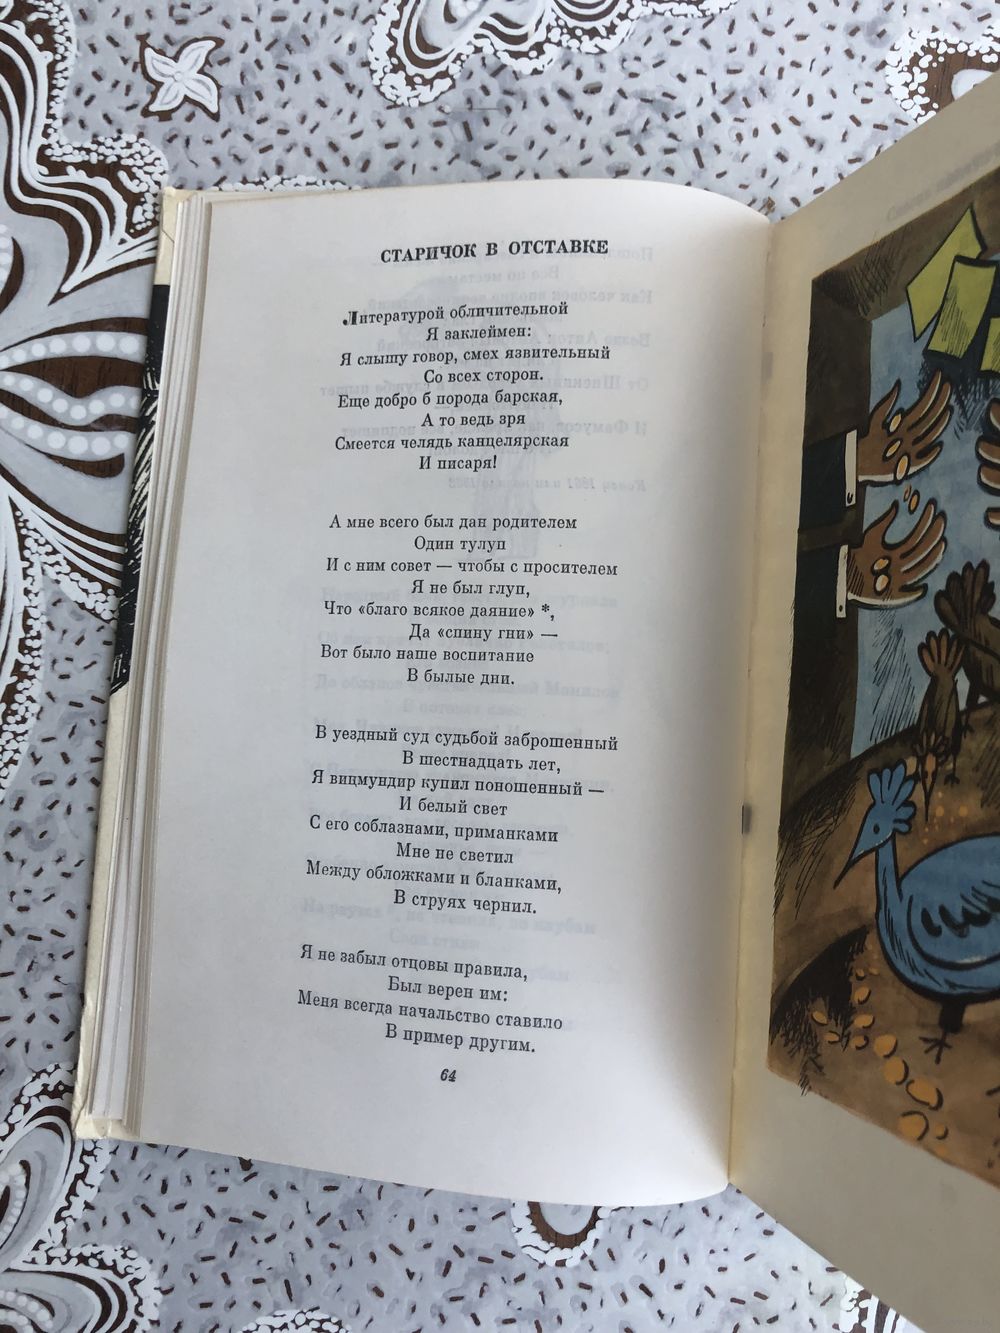 СТАРИЧОК В ОТСТАВКЕ
Литературой обличительной
Я заклеймен:
Я слышу говор, смех язвительный
Со всех сторон.
Еще добро б порода барская,
А то ведь зря
Смеется челядь канцелярская
И писаря!
А мне всего был дан родителем
Один тулуп
И с ним совет — чтобы с просителем
Я не был глуп,
Что «благо всякое даяние» *,
Да «спину гни» —
Вот было наше воспитание
В былые дни.
В уездный суд судьбой заброшенный
В шестнадцать лет,
Я вицмундир купил поношенный —
И белый свет
С его соблазнами, приманками
Мне не светил
Между обложками и бланками,
В струях чернил.
Я не забыл отцовы правила,
Был верен им:
Меня всегда начальство ставило
В пример другим.
64